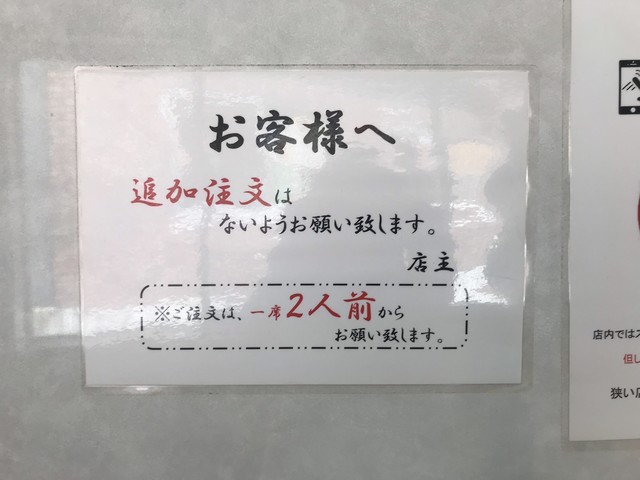 お客様へ
追加注文は
ないようお願い致します。
店主
※ご注文は、一席2人前から
お願い致します。
店内では
但し
狭い店